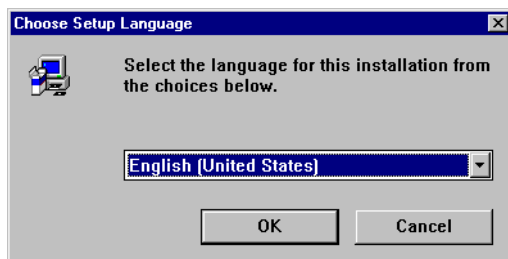 Choose Setup Language
Select the language for this installation from
the choices below.
English (United States)
OK
Cancel